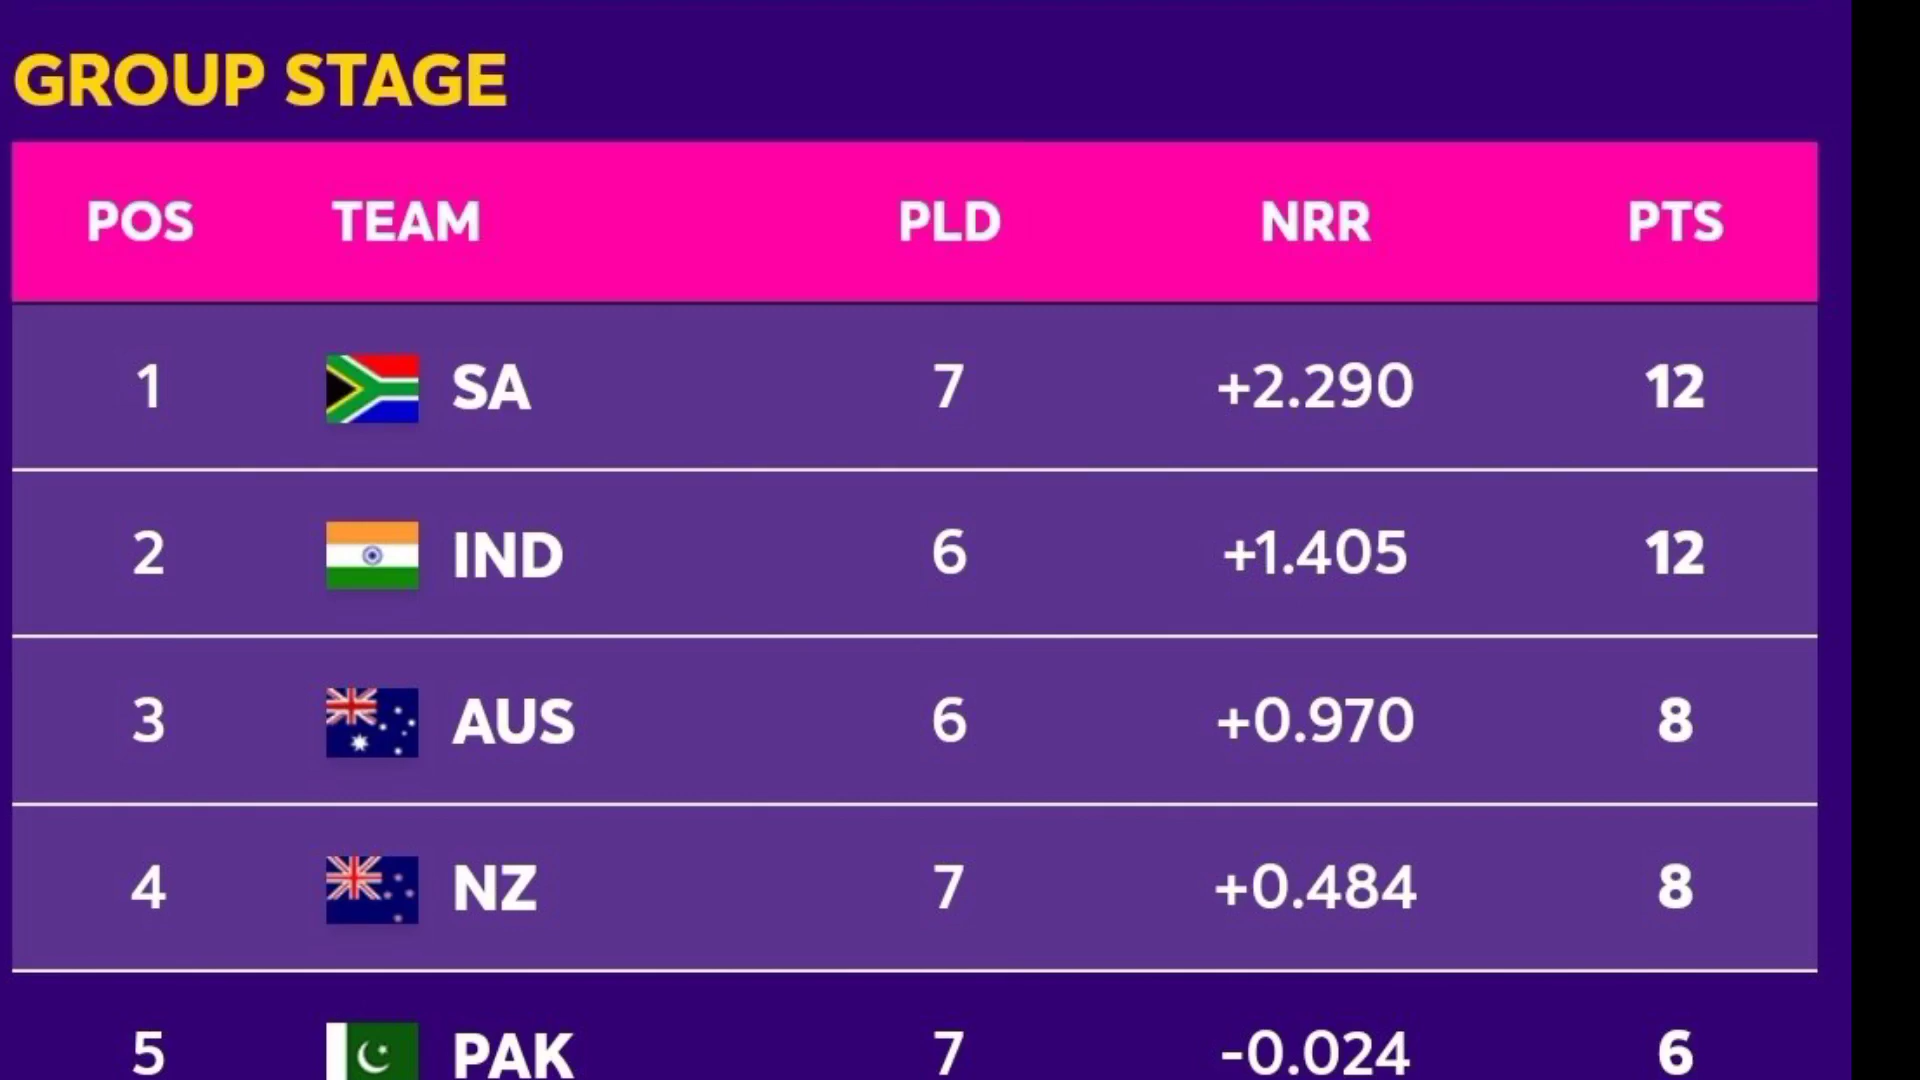 GROUP STAGE
POS TEAM PLD NRR PTS
1 SA 7 +2.290 12
2 IND 6 +1.405 12
3 AUS 6 +0.970 8
4 NZ 7 +0.484 8
5 PAK 7 -0.024 6